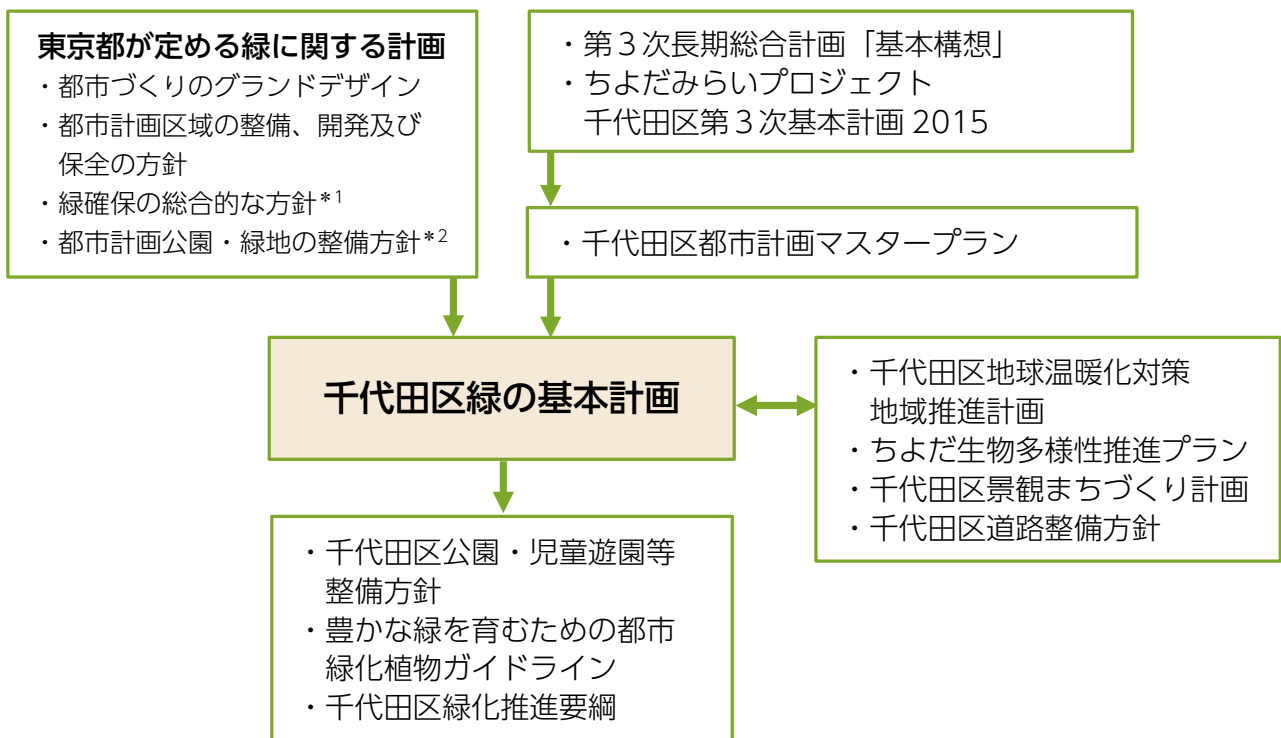 東京都が定める緑に関する計画
・都市づくりのグランドデザイン
・都市計画区域の整備、開発及び
保全の方針
・緑確保の総合的な方針*1
・都市計画公園・緑地の整備方針*2
・第３次長期総合計画「基本構想」
・ちよだみらいプロジェクト
千代田区第３次基本計画 2015
・千代田区都市計画マスタープラン
千代田区緑の基本計画
・千代田区地球温暖化対策
地域推進計画
・ちよだ生物多様性推進プラン
・千代田区景観まちづくり計画
・千代田区道路整備方針
・千代田区公園・児童遊園等
整備方針
・豊かな緑を育むための都市
緑化植物ガイドライン
・千代田区緑化推進要綱